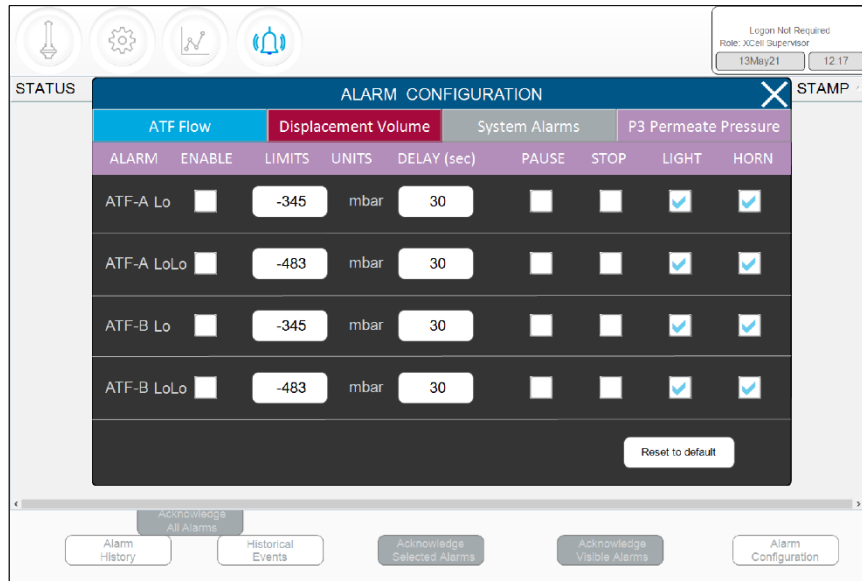 Logon Not Required
Role: XCell Supervisor
13May21 12.17
STATUS STAMP
ALARM CONFIGURATION
ATF Flow Displacement Volume System Alarms P3 Permeate Pressure
ALARM ENABLE LIMITS UNITS DELAY (sec) PAUSE STOP LIGHT HORN
ATF-A Lo -345 mbar 30
ATF-A LoLo -483 mbar 30
ATF-B Lo -345 mbar 30
ATF-B LoLo -483 mbar 30
Reset to default
Acknowledge
All Alarms
Alarm
History
Historical
Events
Acknowledge
Selected Alarms
Acknowledge
Visible Alarms
Alarm
Configuration